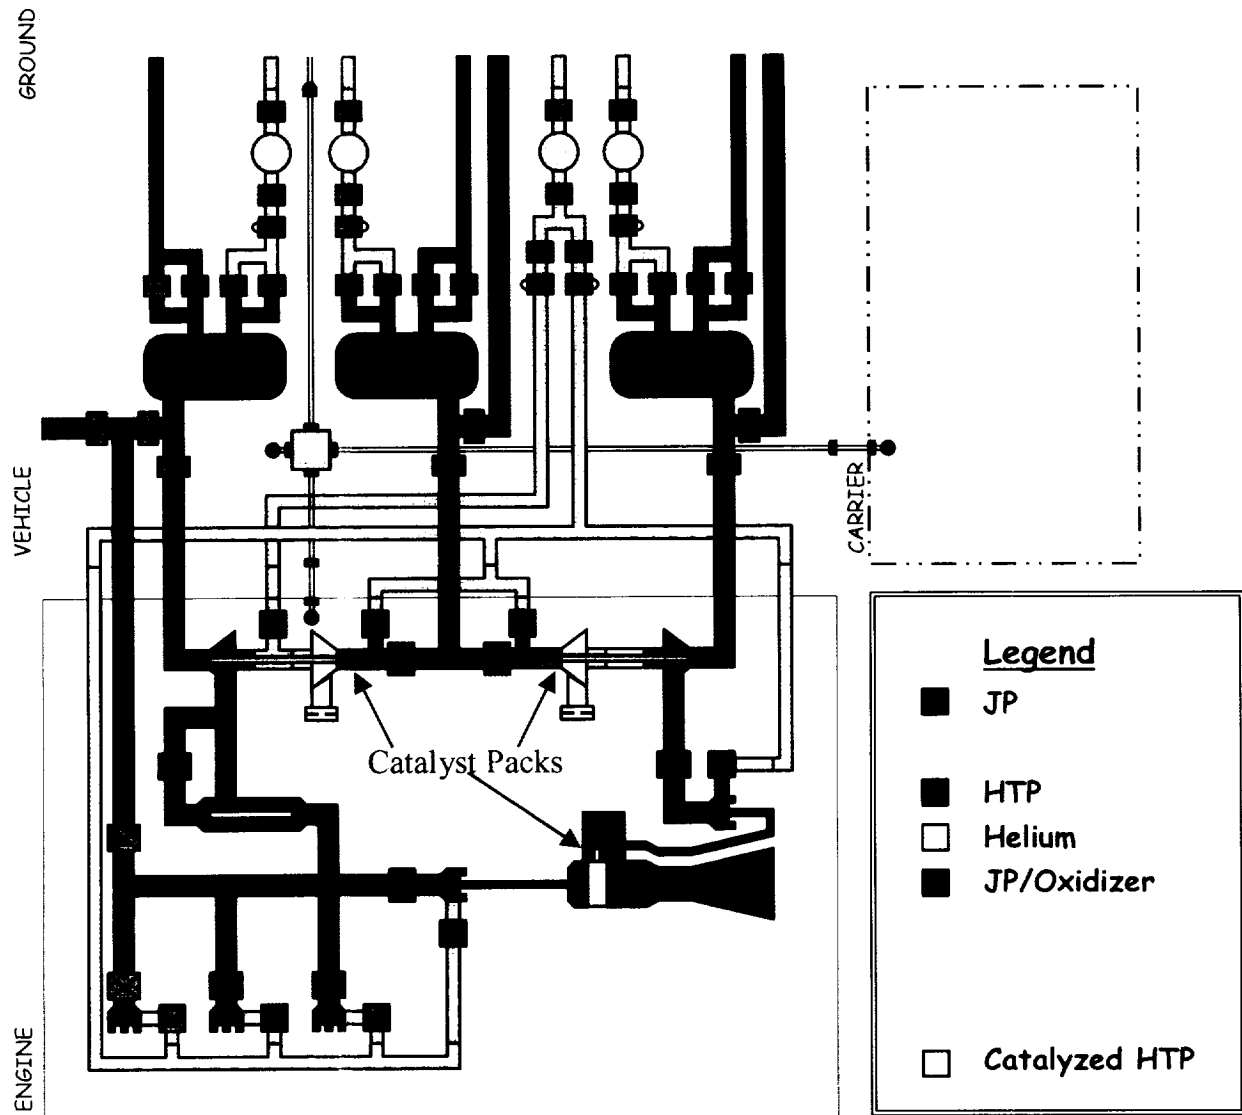 GROUND
VEHICLE
CARRIER
ENGINE
Catalyst Packs
Legend
JP
HTP
Helium
JP/Oxidizer
Catalyzed HTP